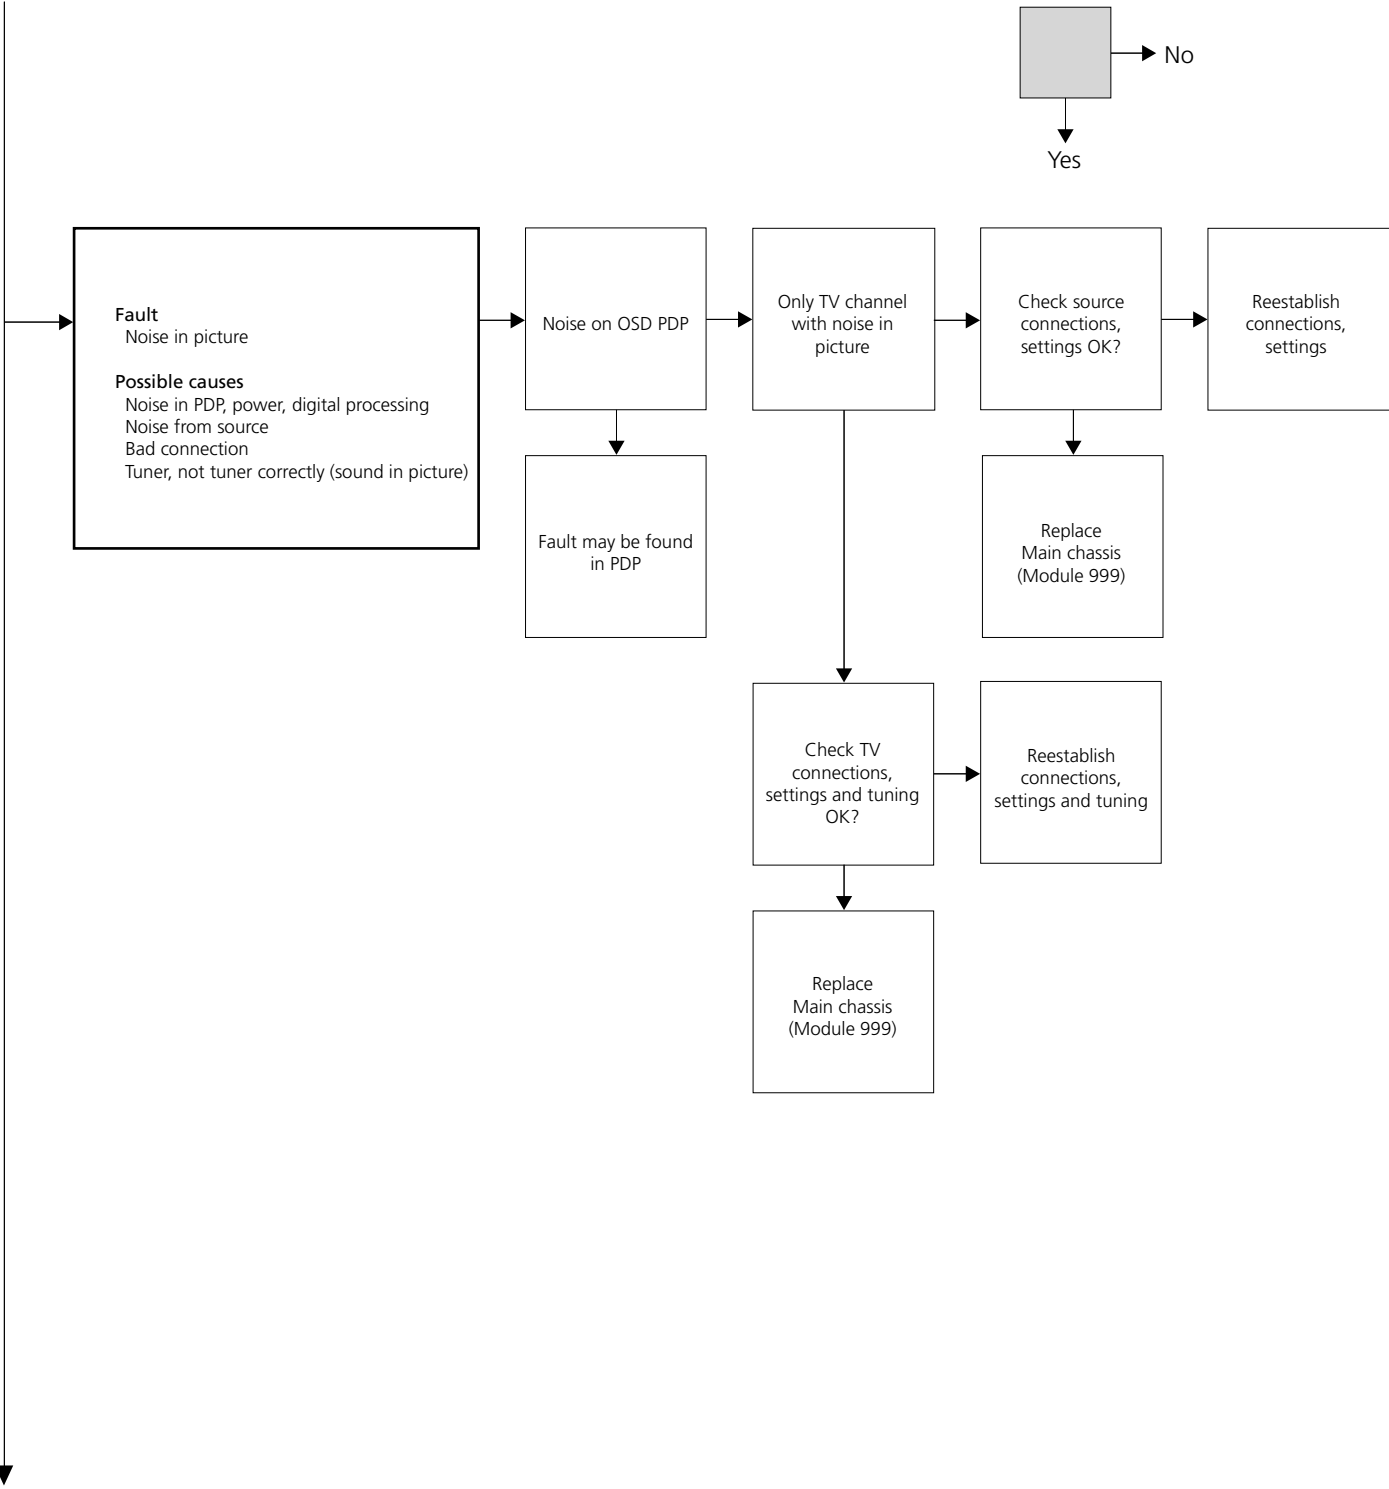 No
Yes
Fault
Noise in picture
Possible causes
Noise in PDP, power, digital processing
Noise from source
Bad connection
Tuner, not tuner correctly (sound in picture)
Noise on OSD PDP
Only TV channel
with noise in
picture
Check source
connections,
settings OK?
Reestablish
connections,
settings
Fault may be found
in PDP
Replace
Main chassis
(Module 999)
Check TV
connections,
settings and tuning
OK?
Reestablish
connections,
settings and tuning
Replace
Main chassis
(Module 999)